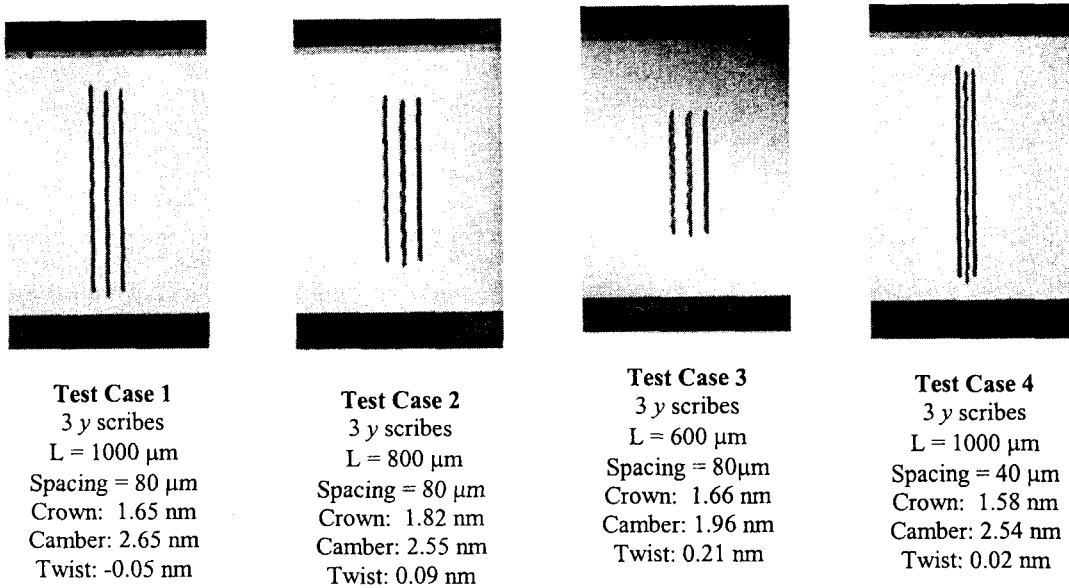 Test Case 1
3 y scribes
L = 1000 µm
Spacing = 80 µm
Crown: 1.65 nm
Camber: 2.65 nm
Twist: -0.05 nm
Test Case 2
3 y scribes
L = 800 µm
Spacing = 80 µm
Crown: 1.82 nm
Camber: 2.55 nm
Twist: 0.09 nm
Test Case 3
3 y scribes
L = 600 µm
Spacing = 80µm
Crown: 1.66 nm
Camber: 1.96 nm
Twist: 0.21 nm
Test Case 4
3 y scribes
L = 1000 µm
Spacing = 40 µm
Crown: 1.58 nm
Camber: 2.54 nm
Twist: 0.02 nm